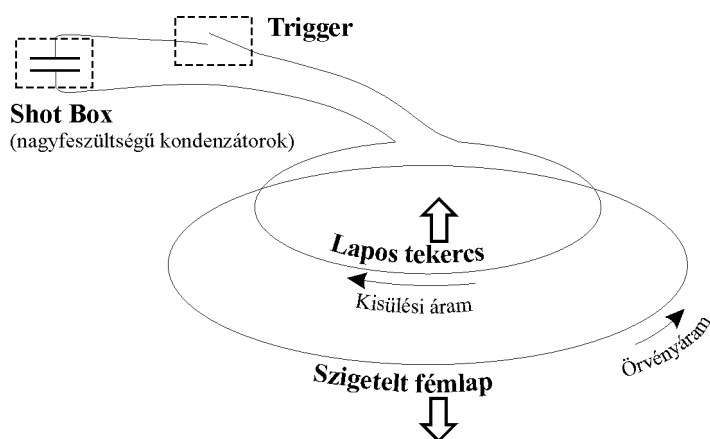 Trigger
Shot Box
(nagyfeszültségű kondenzátorok)
Lapos tekercs
Kisülési áram
Örvényáram
Szigetelt fémlap